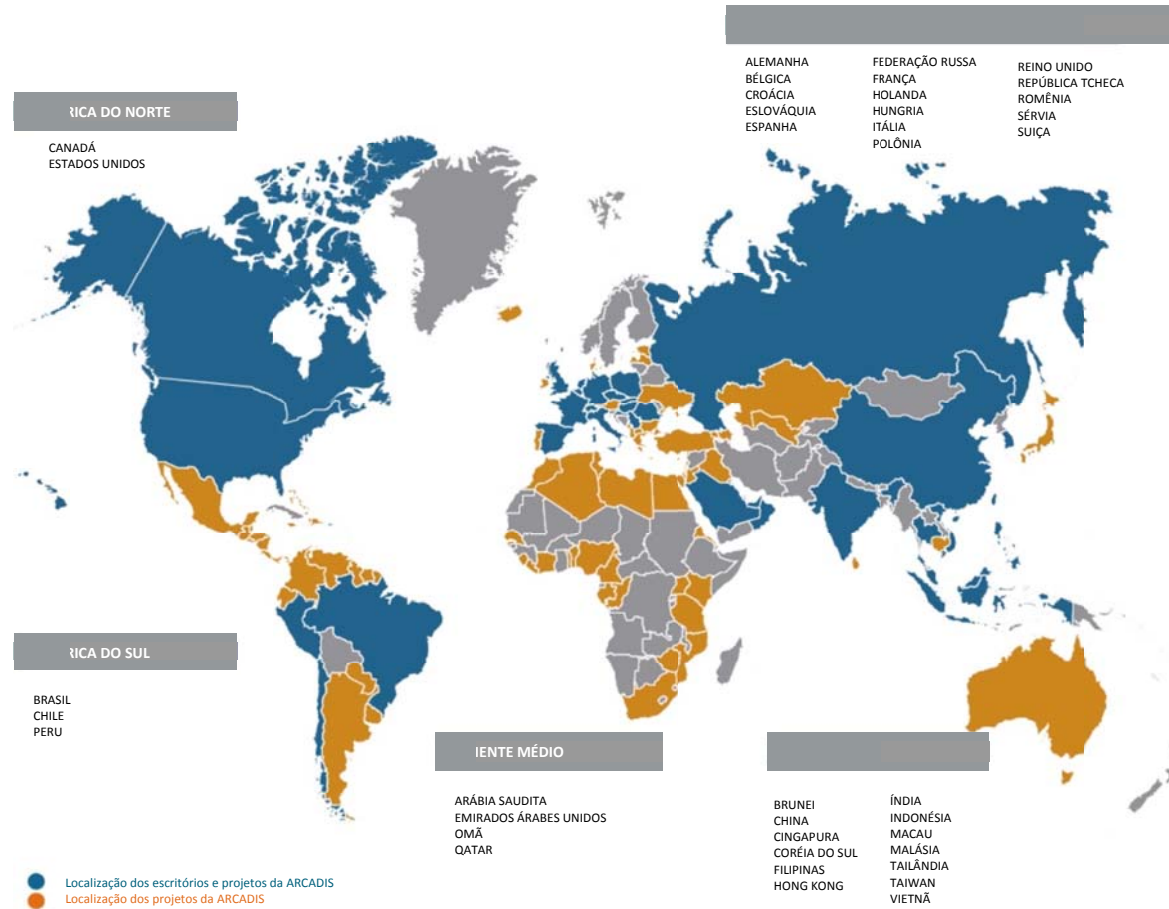 RICA DO NORTE
CANADÁ
ESTADOS UNIDOS
ALEMANHA
BÉLGICA
CROÁCIA
ESLOVÁQUIA
ESPANHA
FEDERAÇÃO RUSSA
FRANÇA
HOLANDA
HUNGRIA
ITÁLIA
POLÔNIA
REINO UNIDO
REPÚBLICA TCHECA
ROMÊNIA
SÉRVIA
SUIÇA
RICA DO SUL
BRASIL
CHILE
PERU
IENTE MÉDIO
ARÁBIA SAUDITA
EMIRADOS ÁRABES UNIDOS
OMÃ
QATAR
BRUNEI
CHINA
CINGAPURA
CORÉIA DO SUL
FILIPINAS
HONG KONG
ÍNDIA
INDONÉSIA
MACAU
MALÁSIA
TAILÂNDIA
TAIWAN
VIETNÃ
Localização dos escritórios e projetos da ARCADIS
Localização dos projetos da ARCADIS